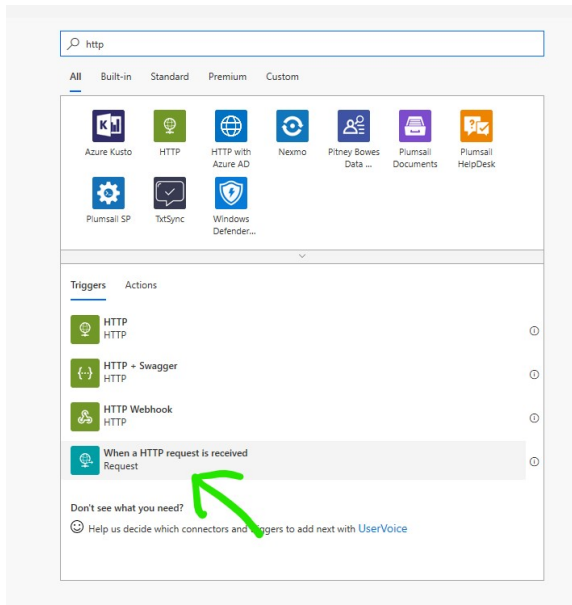 http
All Built-in Standard Premium Custom
Azure Kusto HTTP HTTP with Azure AD Nexmo Pitney Bowes Data ... Plumsail Documents Plumsail HelpDesk
Plumsail SP TxtSync Windows Defender...
Triggers Actions
HTTP
HTTP
HTTP + Swagger
HTTP
HTTP Webhook
HTTP
When a HTTP request is received
Request
Don't see what you need?
Help us decide which connectors and triggers to add next with UserVoice